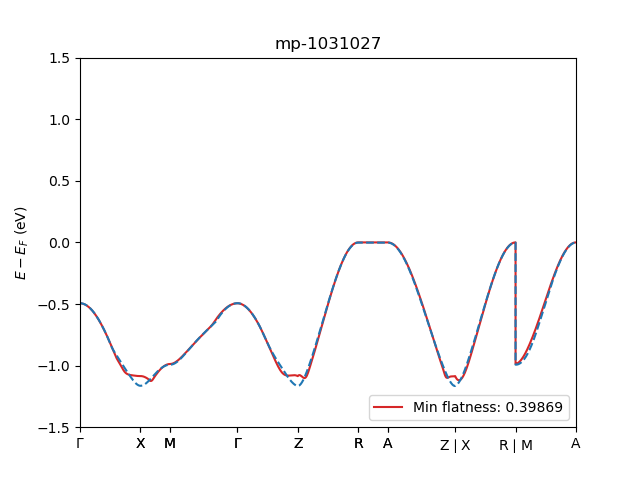 mp-1031027
E − E_F (eV)
1.5
1.0
0.5
0.0
−0.5
−1.0
−1.5
Min flatness: 0.39869
Γ X M Γ Z R A Z | X R | M A